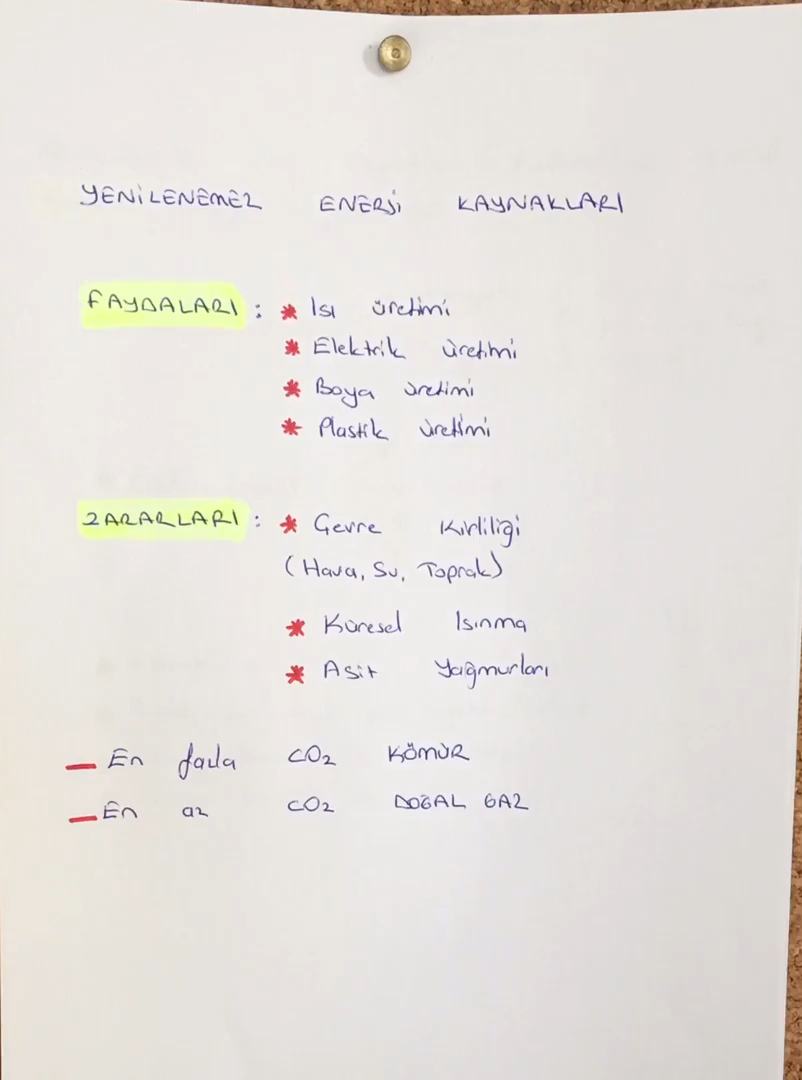 YENİLENEMEZ ENERJİ KAYNAKLARI
FAYDALARI : * Isı üretimi
* Elektrik üretimi
* Boya üretimi
* Plastik üretimi
ZARARLARI : * Çevre Kirliliği
(Hava, Su, Toprak)
* Küresel Isınma
* Asit Yağmurları
– En fazla CO2 KÖMÜR
– En az CO2 DOĞAL GAZ